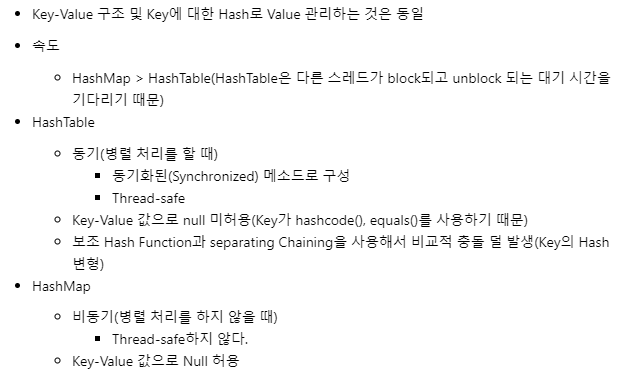 Key-Value 구조 및 Key에 대한 Hash로 Value 관리하는 것은 동일
속도
HashMap > HashTable(HashTable은 다른 스레드가 block되고 unblock 되는 대기 시간을
기다리기 때문)
HashTable
동기(병렬 처리를 할 때)
동기화된(Synchronized) 메소드로 구성
Thread-safe
Key-Value 값으로 null 미허용(Key가 hashcode(), equals()를 사용하기 때문)
보조 Hash Function과 separating Chaining을 사용해서 비교적 충돌 덜 발생(Key의 Hash
변형)
HashMap
비동기(병렬 처리를 하지 않을 때)
Thread-safe하지 않다.
Key-Value 값으로 Null 허용